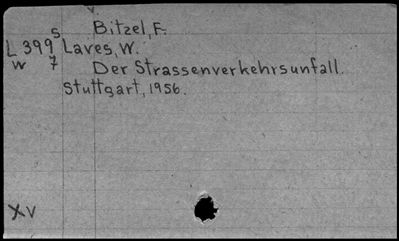 s Bitzel, F.
L 399 Laves, W.
w 7 Der Strassenverkehrsunfall.
Stuttgart, 1956.
XV